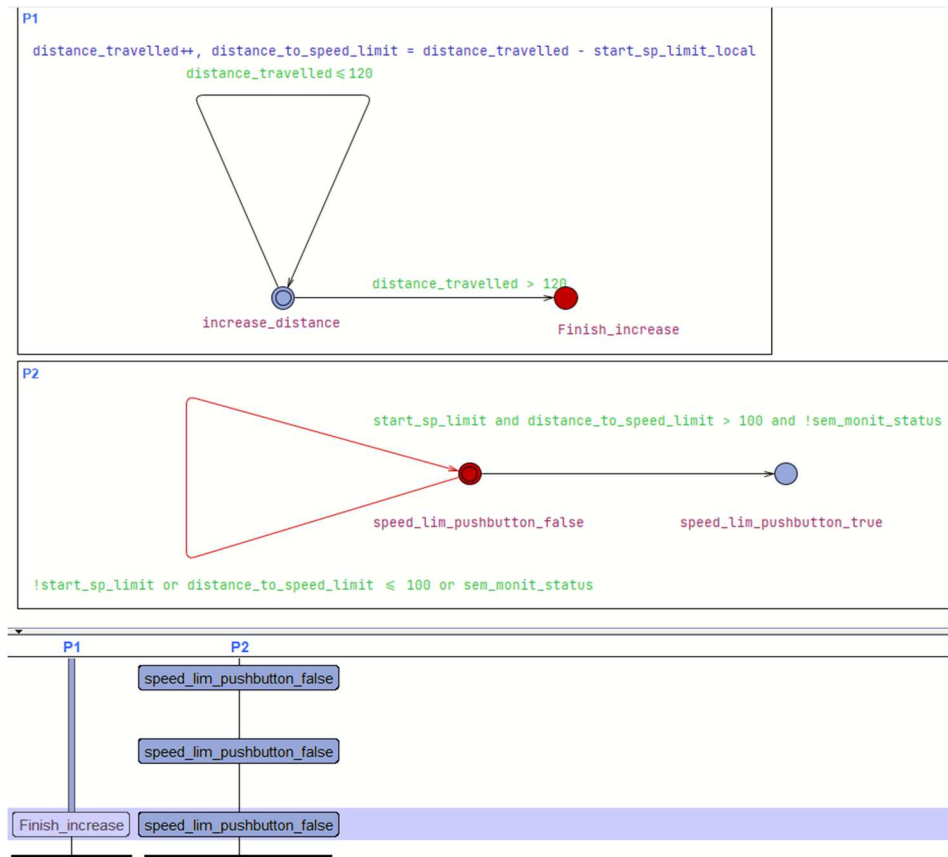 P1
distance_travelled++, distance_to_speed_limit = distance_travelled - start_sp_limit_local
distance_travelled ≤ 120
distance_travelled > 120
increase_distance
Finish_increase
P2
start_sp_limit and distance_to_speed_limit > 100 and !sem_monit_status
speed_lim_pushbutton_false
speed_lim_pushbutton_true
!start_sp_limit or distance_to_speed_limit ≤ 100 or sem_monit_status
P1 P2
speed_lim_pushbutton_false
speed_lim_pushbutton_false
Finish_increase speed_lim_pushbutton_false